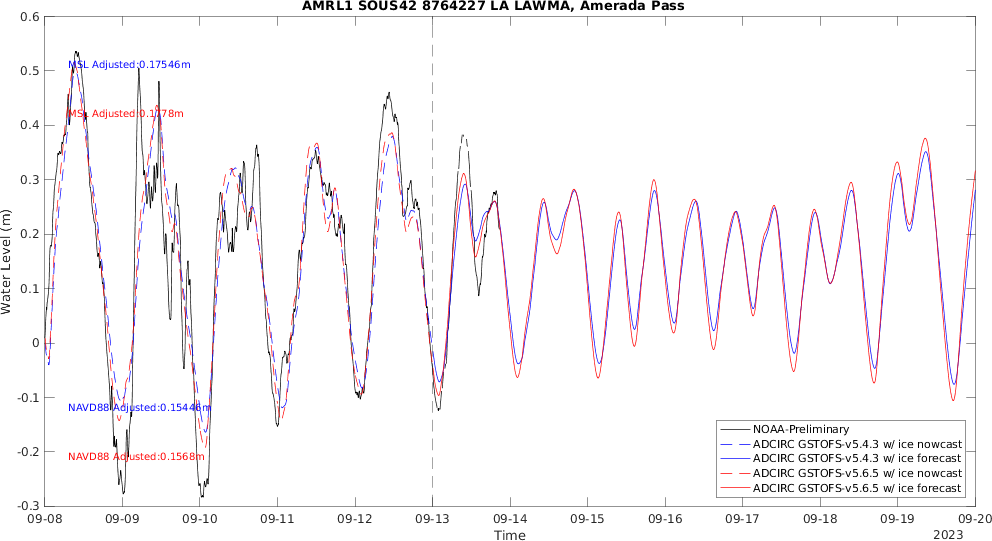 AMRL1 SOUS42 8764227 LA LAWMA, Amerada Pass
0.6
0.5
0.4
0.3
0.2
0.1
0
-0.1
-0.2
-0.3
Water Level (m)
MSL Adjusted:0.17546m
MSL Adjusted:0.1778m
NAVD88 Adjusted:0.15446m
NAVD88 Adjusted:0.1568m
NOAA-Preliminary
ADCIRC GSTOFS-v5.4.3 w/ ice nowcast
ADCIRC GSTOFS-v5.4.3 w/ ice forecast
ADCIRC GSTOFS-v5.6.5 w/ ice nowcast
ADCIRC GSTOFS-v5.6.5 w/ ice forecast
09-08 09-09 09-10 09-11 09-12 09-13 09-14 09-15 09-16 09-17 09-18 09-19 09-20
Time
2023